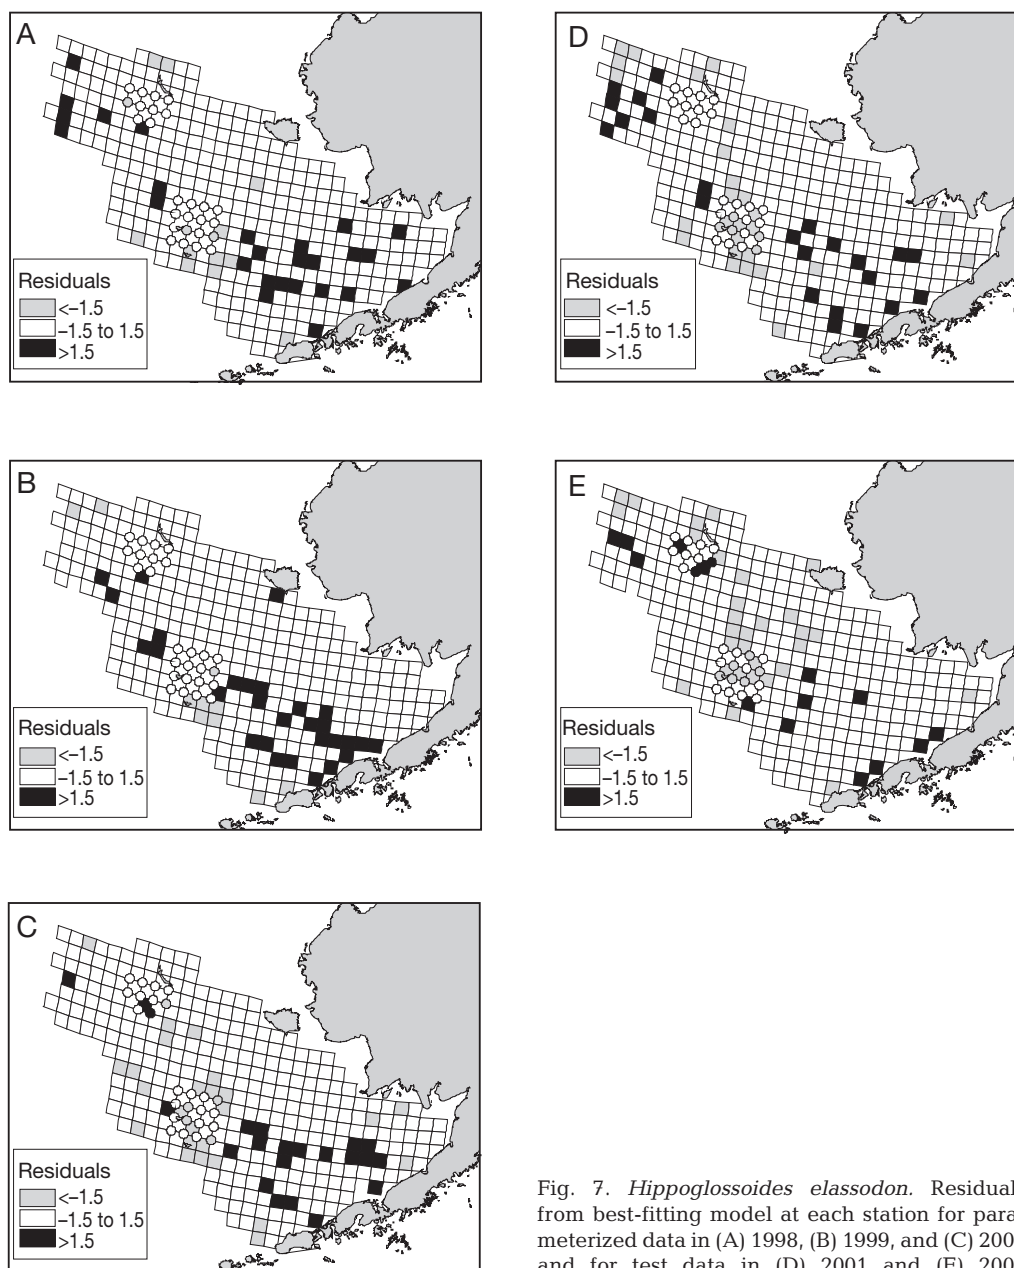 A
Residuals
<–1.5
–1.5 to 1.5
>1.5
D
Residuals
<–1.5
–1.5 to 1.5
>1.5
B
Residuals
<–1.5
–1.5 to 1.5
>1.5
E
Residuals
<–1.5
–1.5 to 1.5
>1.5
C
Residuals
<–1.5
–1.5 to 1.5
>1.5
Fig. 7. Hippoglossoides elassodon. Residual
from best-fitting model at each station for para
meterized data in (A) 1998, (B) 1999, and (C) 200
and for test data in (D) 2001 and (E) 200